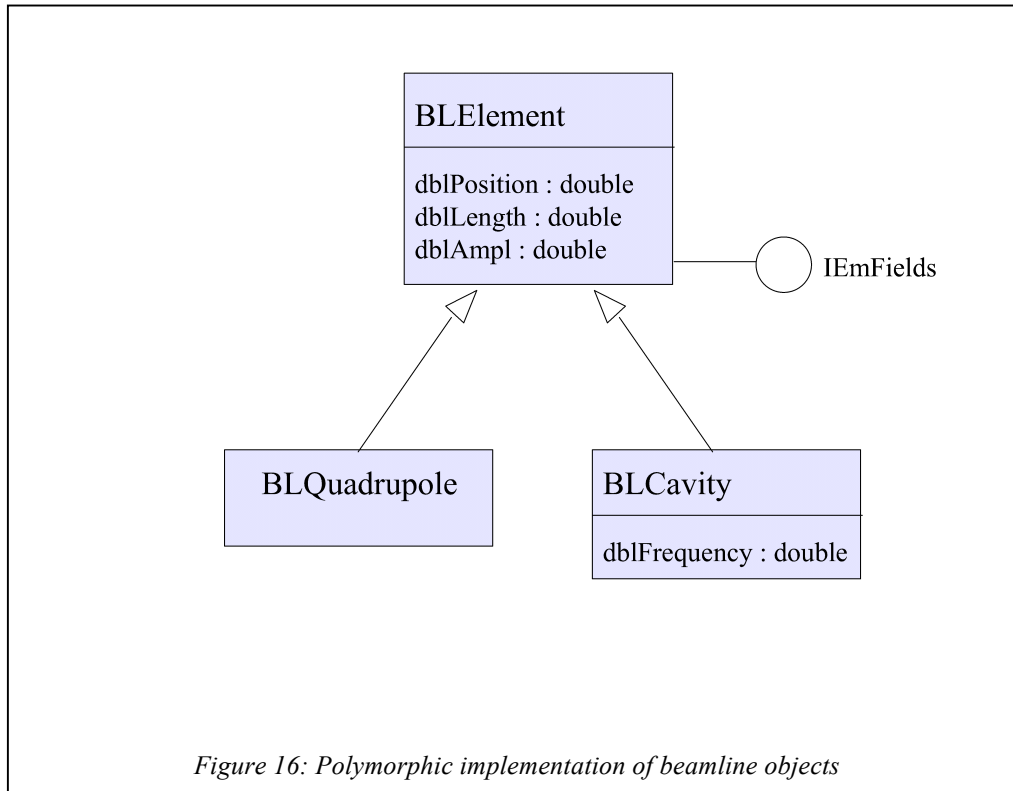 BLElement
dblPosition : double
dblLength : double
dblAmpl : double
IEmFields
BLQuadrupole
BLCavity
dblFrequency : double
Figure 16: Polymorphic implementation of beamline objects